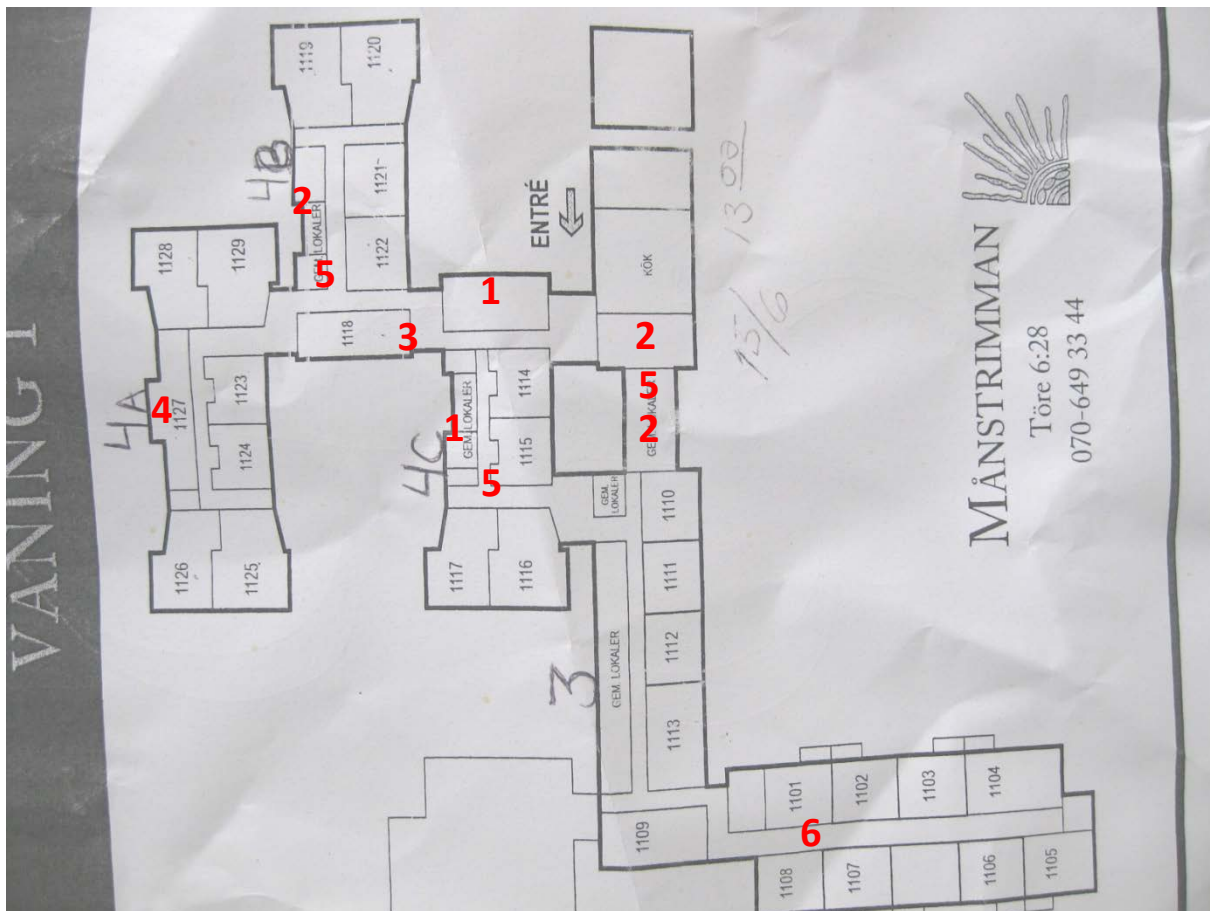 VÅNING 1
4B
4A
4C
3
1119
1120
1121
1122
GEM. LOKALER
2
5
1128
1129
1118
3
1123
1124
1127
4
1126
1125
ENTRÉ
KÖK
1
2
5
GEM. LOKALER
2
1114
1115
GEM. LOKALER
1
5
1117
1116
GEM.
LOKALER
1110
1111
1112
1113
GEM. LOKALER
1109
1101
1102
1103
1104
6
1108
1107
1106
1105
15/6 13 00
MÅNSTRIMMAN
Töre 6:28
070-649 33 44